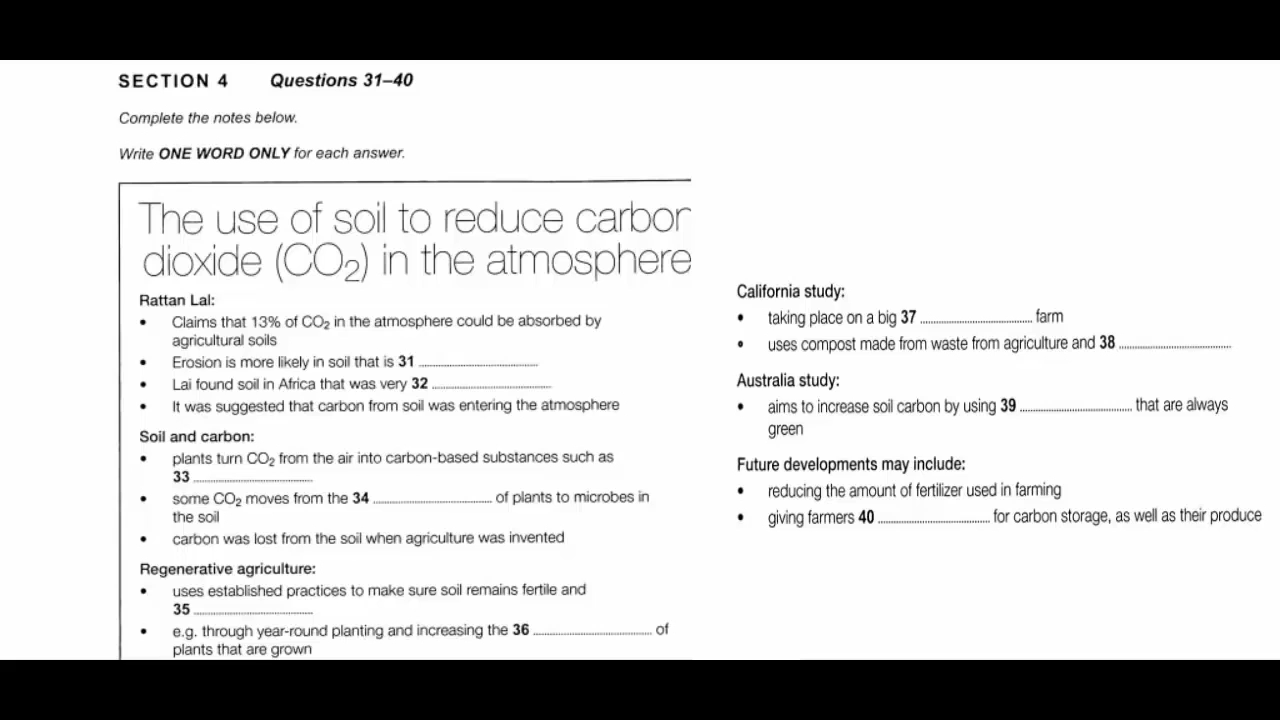 SECTION 4 Questions 31–40
Complete the notes below.
Write ONE WORD ONLY for each answer.
The use of soil to reduce carbon
dioxide (CO₂) in the atmosphere
Rattan Lal:
• Claims that 13% of CO₂ in the atmosphere could be absorbed by
agricultural soils
• Erosion is more likely in soil that is 31 ..............................
• Lal found soil in Africa that was very 32 ..............................
• It was suggested that carbon from soil was entering the atmosphere
Soil and carbon:
• plants turn CO₂ from the air into carbon-based substances such as
33 ..............................
• some CO₂ moves from the 34 .............................. of plants to microbes in
the soil
• carbon was lost from the soil when agriculture was invented
Regenerative agriculture:
• uses established practices to make sure soil remains fertile and
35 ..............................
• e.g. through year-round planting and increasing the 36 .............................. of
plants that are grown
California study:
• taking place on a big 37 .............................. farm
• uses compost made from waste from agriculture and 38 ..............................
Australia study:
• aims to increase soil carbon by using 39 .............................. that are always
green
Future developments may include:
• reducing the amount of fertilizer used in farming
• giving farmers 40 .............................. for carbon storage, as well as their produce